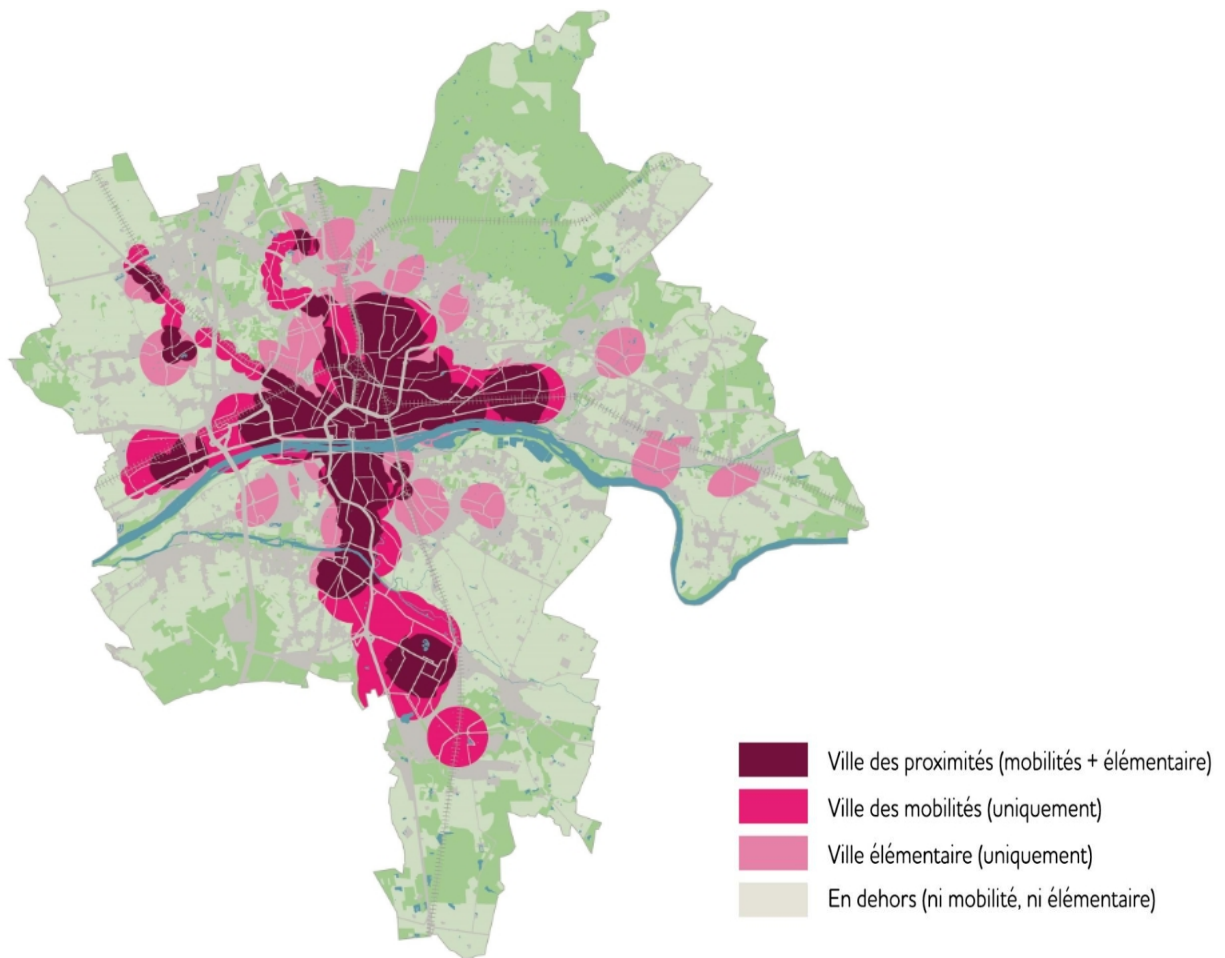 Ville des proximités (mobilités + élémentaire)
Ville des mobilités (uniquement)
Ville élémentaire (uniquement)
En dehors (ni mobilité, ni élémentaire)